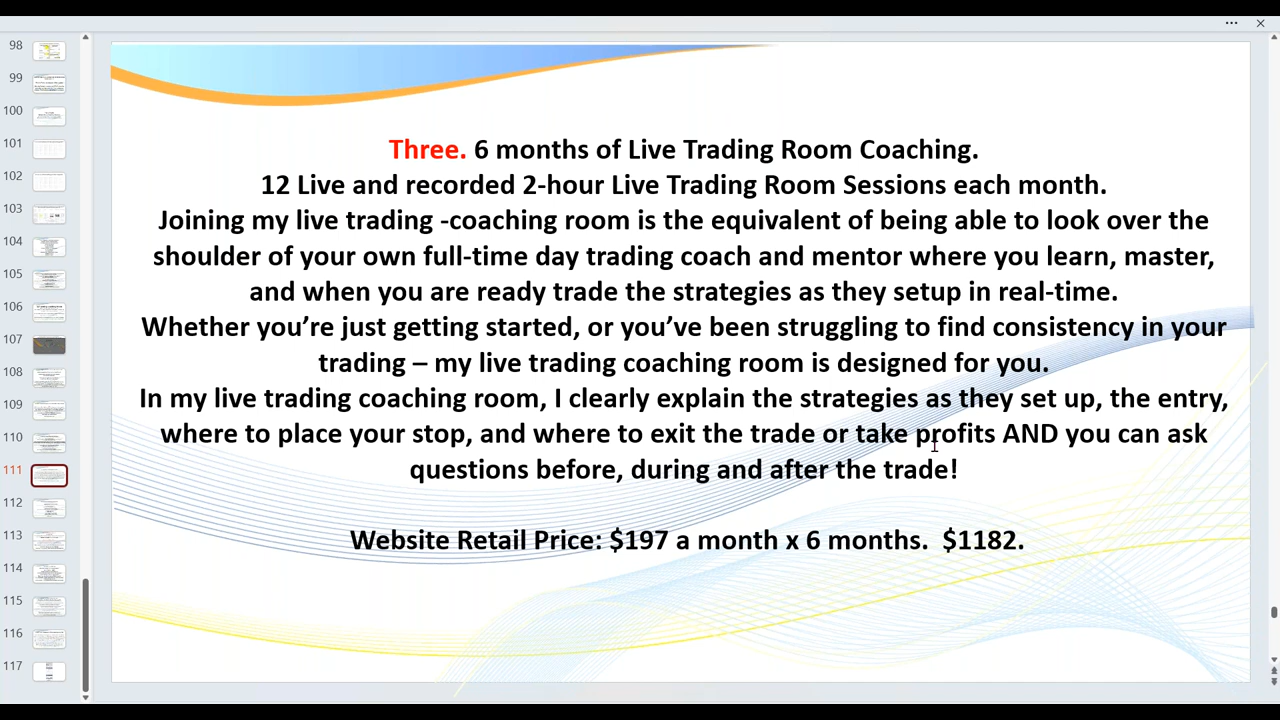 98
99
100
101
102
103
104
105
106
108
109
110
111
112
113
114
115
116
117
Three. 6 months of Live Trading Room Coaching.
12 Live and recorded 2-hour Live Trading Room Sessions each month.
Joining my live trading -coaching room is the equivalent of being able to look over the
shoulder of your own full-time day trading coach and mentor where you learn, master,
and when you are ready trade the strategies as they setup in real-time.
Whether you’re just getting started, or you’ve been struggling to find consistency in your
trading – my live trading coaching room is designed for you.
In my live trading coaching room, I clearly explain the strategies as they set up, the entry,
where to place your stop, and where to exit the trade or take profits AND you can ask
questions before, during and after the trade!
Website Retail Price: $197 a month x 6 months.  $1182.